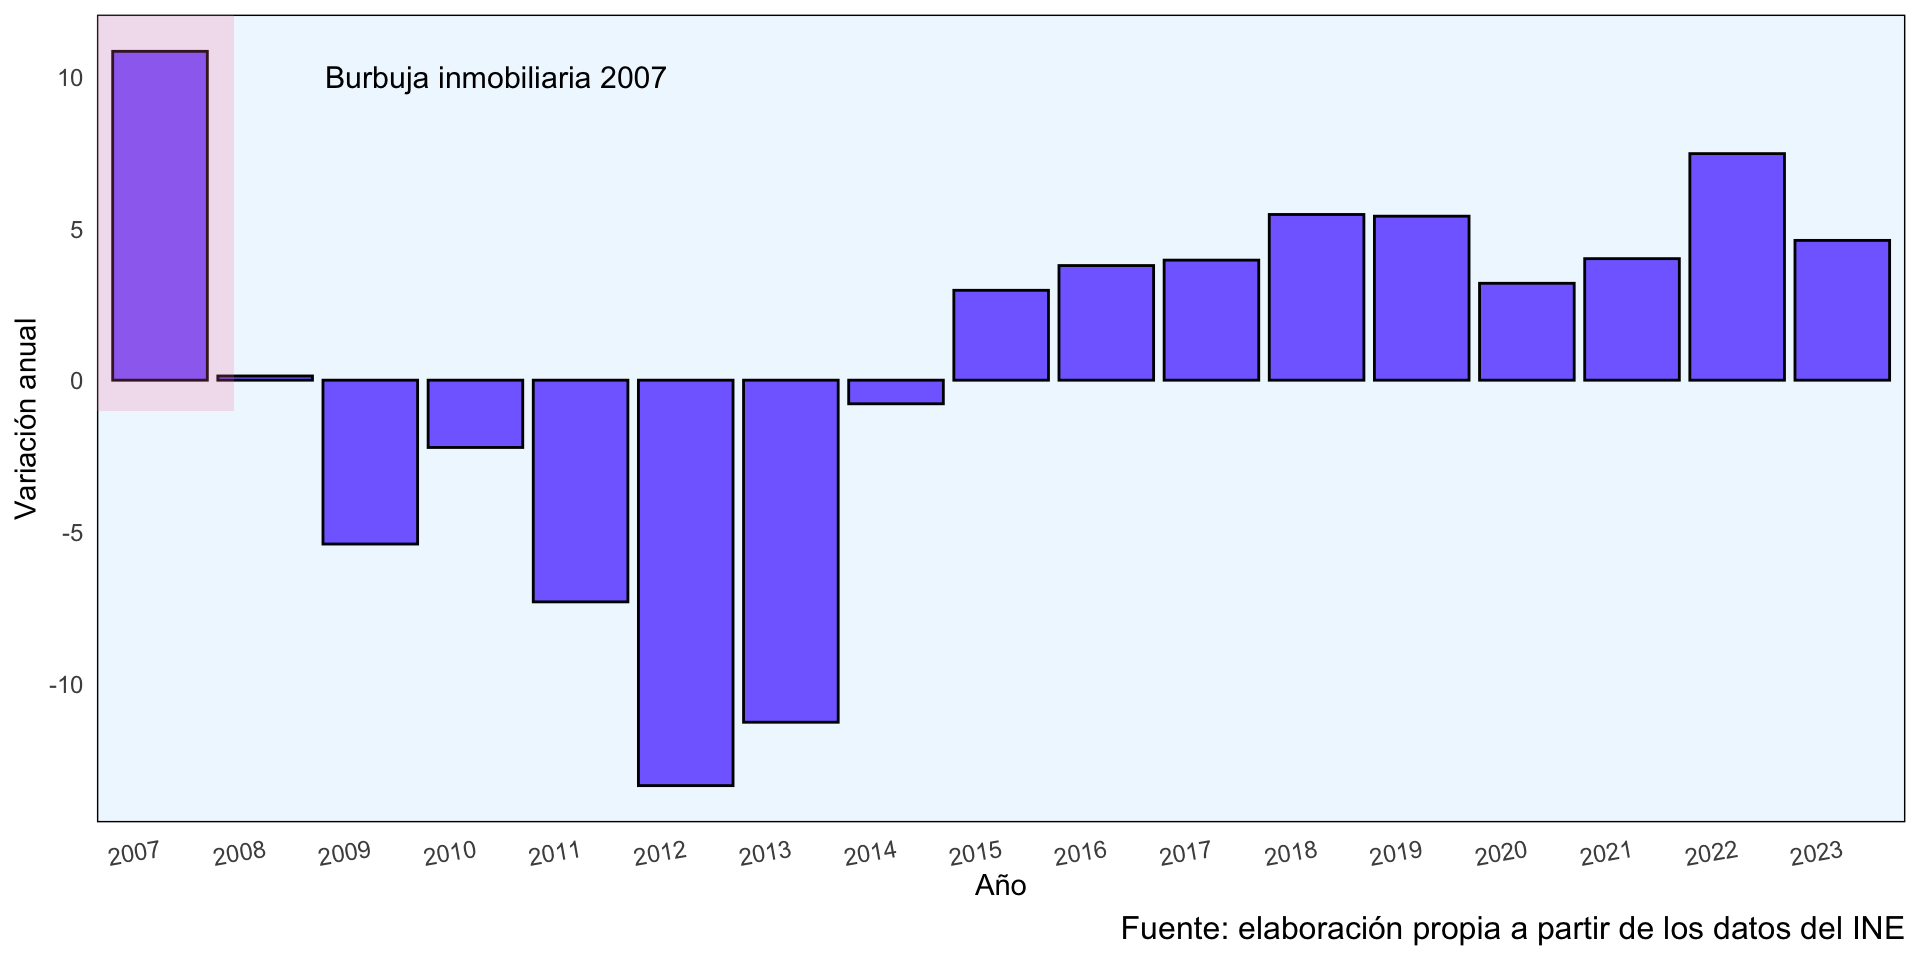 Burbuja inmobiliaria 2007
10
5
0
-5
-10
Variación anual
2007 2008 2009 2010 2011 2012 2013 2014 2015 2016 2017 2018 2019 2020 2021 2022 2023
Año
Fuente: elaboración propia a partir de los datos del INE